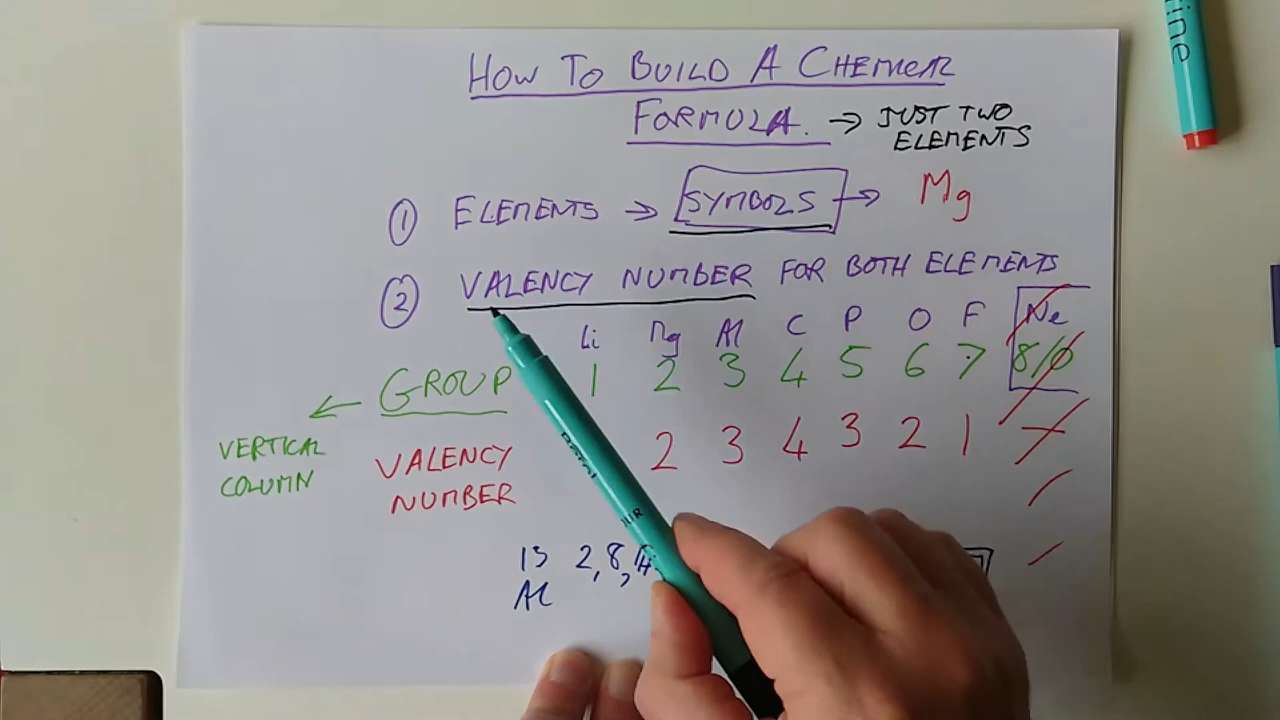 HOW TO BUILD A CHEMICAL
FORMULA. → JUST TWO
ELEMENTS
① ELEMENTS → SYMBOLS → Mg
② VALENCY NUMBER FOR BOTH ELEMENTS
Li Mg Al C P O F Ne
GROUP 1 2 3 4 5 6 7 8/0
VERTICAL
COLUMN
VALENCY 2 3 4 3 2 1
NUMBER
13 2,8,
Al
ine